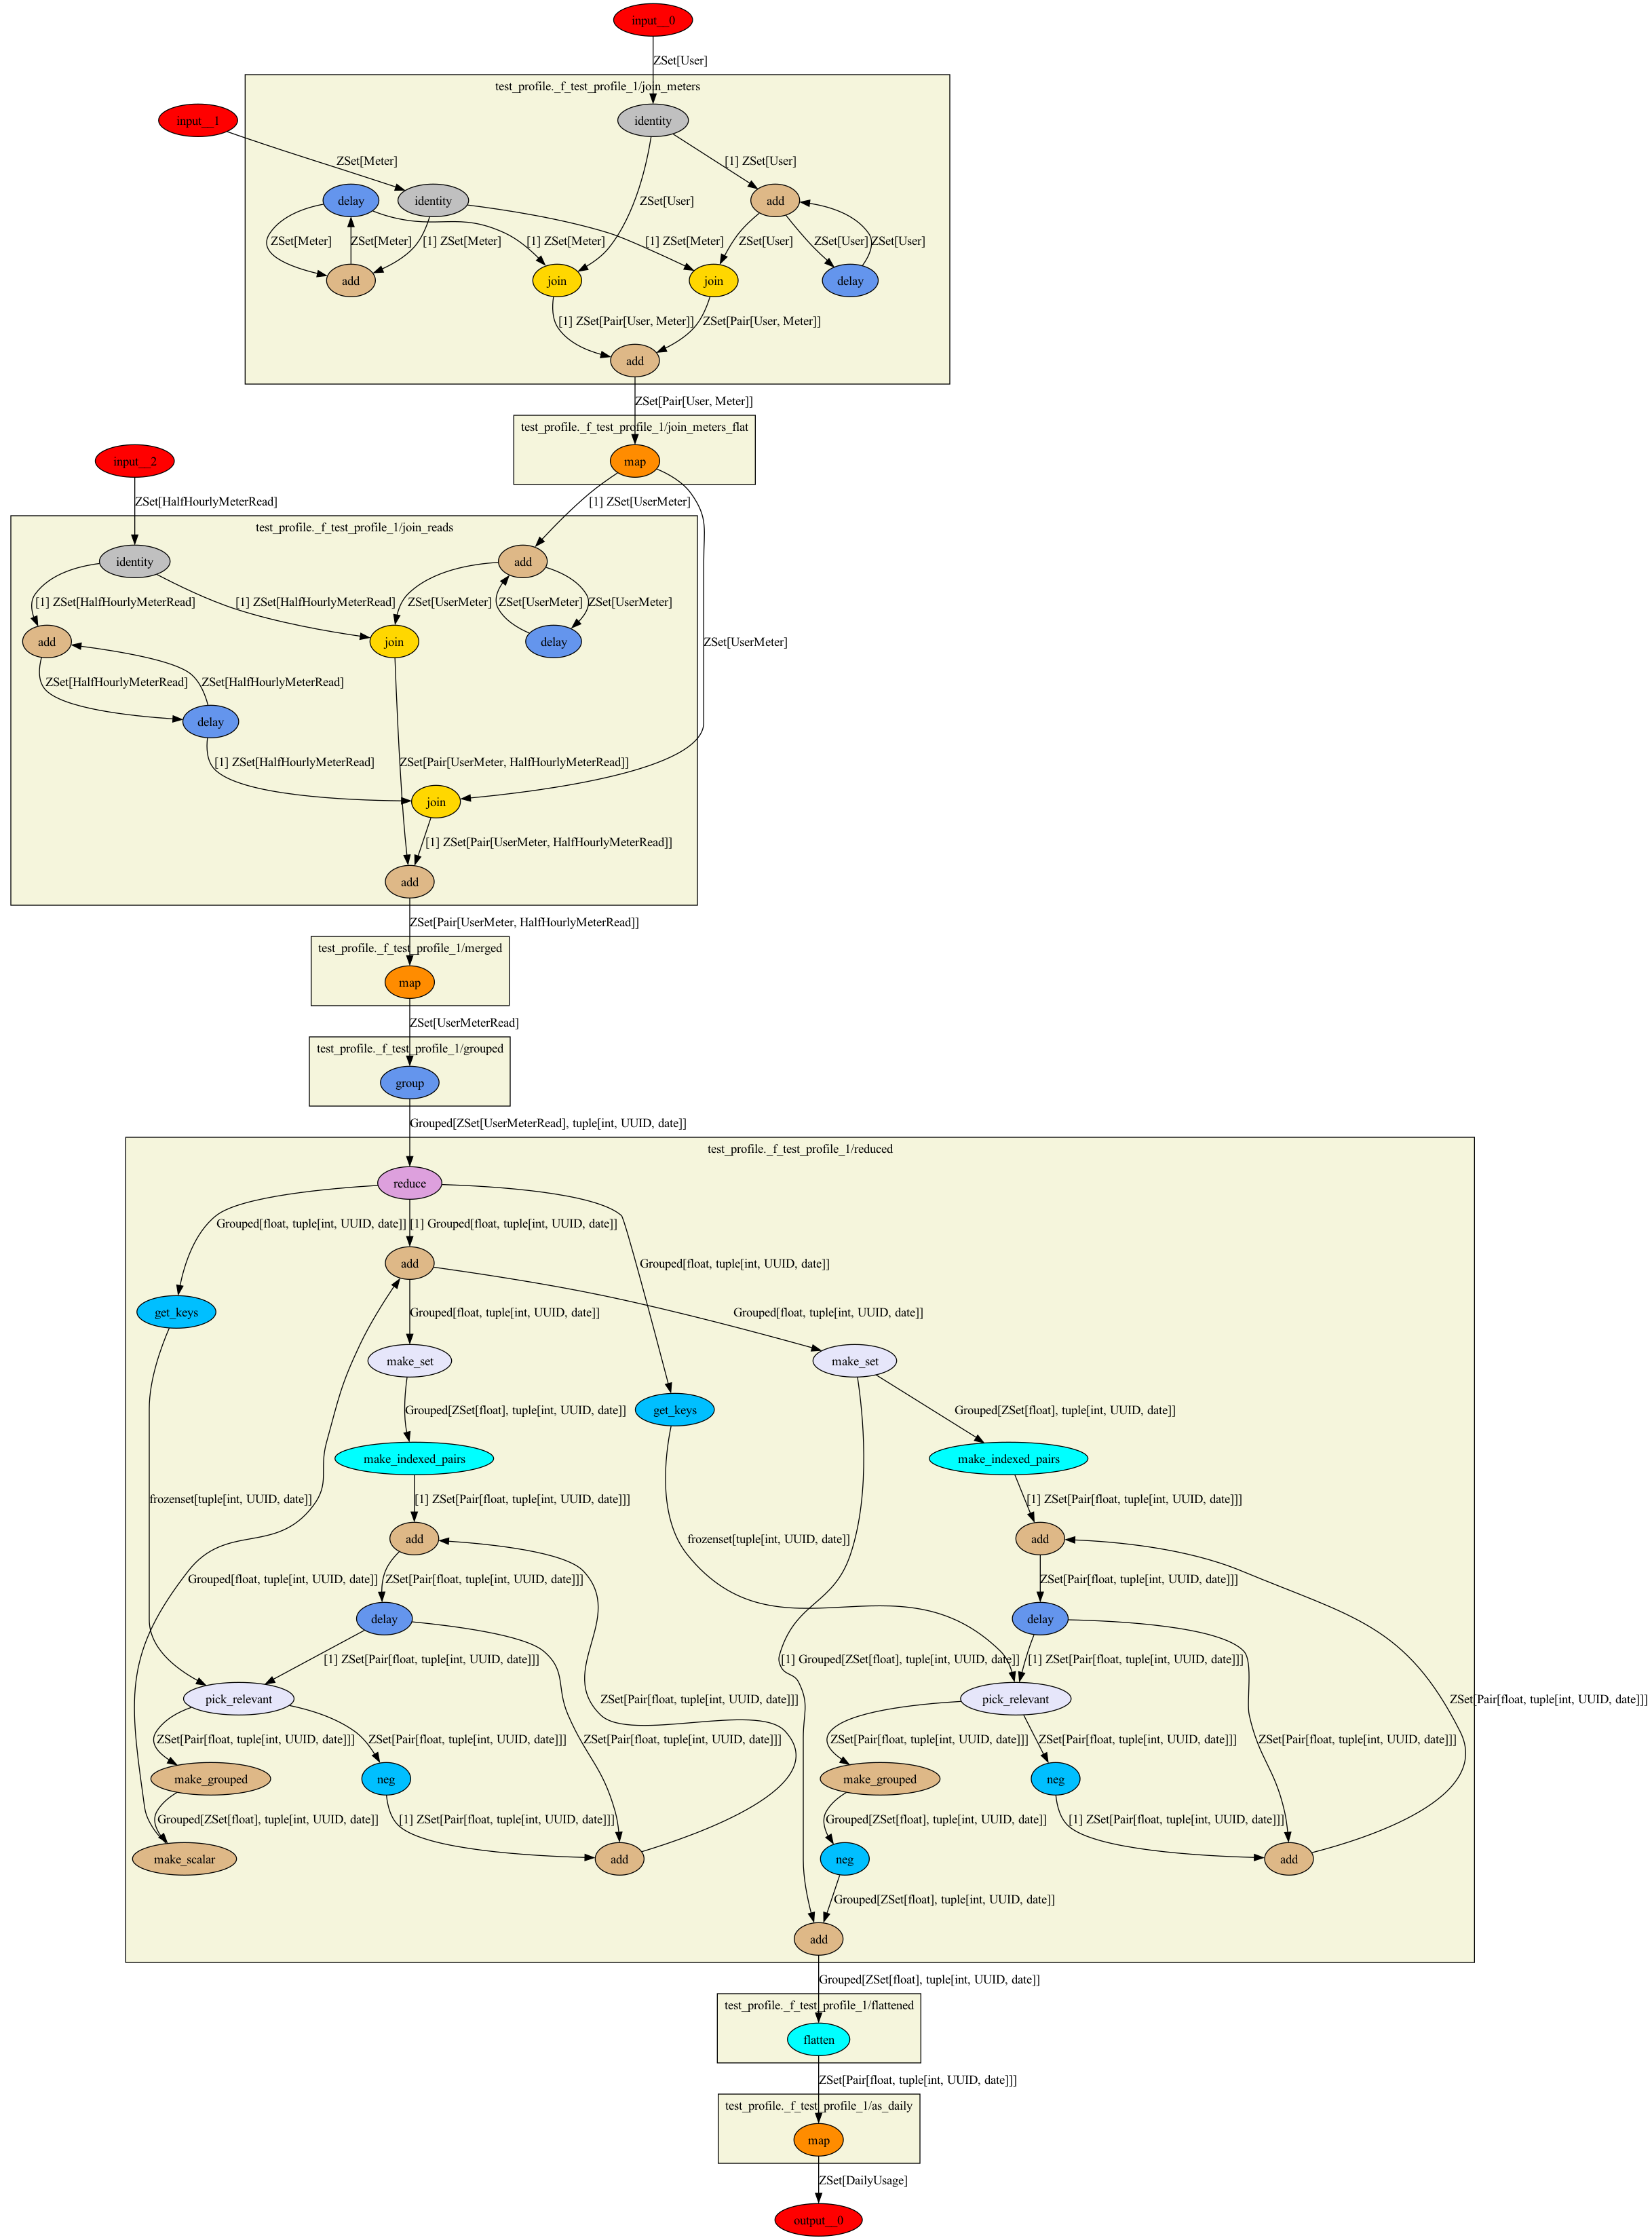 input__0
ZSet[User]
test_profile._f_test_profile_1/join_meters
input__1
identity
ZSet[Meter]
[1] ZSet[User]
delay
identity
ZSet[User]
add
ZSet[Meter]
ZSet[Meter]
[1] ZSet[Meter]
[1] ZSet[Meter]
[1] ZSet[Meter]
ZSet[User]
ZSet[User]
ZSet[User]
add
join
join
delay
[1] ZSet[Pair[User, Meter]]
ZSet[Pair[User, Meter]]
add
ZSet[Pair[User, Meter]]
test_profile._f_test_profile_1/join_meters_flat
input__2
map
ZSet[HalfHourlyMeterRead]
[1] ZSet[UserMeter]
test_profile._f_test_profile_1/join_reads
identity
add
[1] ZSet[HalfHourlyMeterRead]
[1] ZSet[HalfHourlyMeterRead]
ZSet[UserMeter]
ZSet[UserMeter]
ZSet[UserMeter]
add
join
delay
ZSet[UserMeter]
ZSet[HalfHourlyMeterRead]
ZSet[HalfHourlyMeterRead]
delay
[1] ZSet[HalfHourlyMeterRead]
ZSet[Pair[UserMeter, HalfHourlyMeterRead]]
join
[1] ZSet[Pair[UserMeter, HalfHourlyMeterRead]]
add
ZSet[Pair[UserMeter, HalfHourlyMeterRead]]
test_profile._f_test_profile_1/merged
map
ZSet[UserMeterRead]
test_profile._f_test_profile_1/grouped
group
Grouped[ZSet[UserMeterRead], tuple[int, UUID, date]]
test_profile._f_test_profile_1/reduced
reduce
Grouped[float, tuple[int, UUID, date]]
[1] Grouped[float, tuple[int, UUID, date]]
add
Grouped[float, tuple[int, UUID, date]]
get_keys
Grouped[float, tuple[int, UUID, date]]
Grouped[float, tuple[int, UUID, date]]
make_set
make_set
Grouped[ZSet[float], tuple[int, UUID, date]]
get_keys
Grouped[ZSet[float], tuple[int, UUID, date]]
make_indexed_pairs
make_indexed_pairs
frozenset[tuple[int, UUID, date]]
[1] ZSet[Pair[float, tuple[int, UUID, date]]]
[1] ZSet[Pair[float, tuple[int, UUID, date]]]
add
frozenset[tuple[int, UUID, date]]
add
Grouped[float, tuple[int, UUID, date]]
ZSet[Pair[float, tuple[int, UUID, date]]]
ZSet[Pair[float, tuple[int, UUID, date]]]
delay
delay
[1] ZSet[Pair[float, tuple[int, UUID, date]]]
[1] Grouped[ZSet[float], tuple[int, UUID, date]]
[1] ZSet[Pair[float, tuple[int, UUID, date]]]
pick_relevant
ZSet[Pair[float, tuple[int, UUID, date]]]
pick_relevant
ZSet[Pair[float, tuple[int, UUID, date]]]
ZSet[Pair[float, tuple[int, UUID, date]]]
ZSet[Pair[float, tuple[int, UUID, date]]]
ZSet[Pair[float, tuple[int, UUID, date]]]
ZSet[Pair[float, tuple[int, UUID, date]]]
ZSet[Pair[float, tuple[int, UUID, date]]]
ZSet[Pair[float, tuple[int, UUID, date]]]
make_grouped
neg
make_grouped
neg
Grouped[ZSet[float], tuple[int, UUID, date]]
[1] ZSet[Pair[float, tuple[int, UUID, date]]]
Grouped[ZSet[float], tuple[int, UUID, date]]
[1] ZSet[Pair[float, tuple[int, UUID, date]]]
make_scalar
add
neg
add
Grouped[ZSet[float], tuple[int, UUID, date]]
add
Grouped[ZSet[float], tuple[int, UUID, date]]
test_profile._f_test_profile_1/flattened
flatten
ZSet[Pair[float, tuple[int, UUID, date]]]
test_profile._f_test_profile_1/as_daily
map
ZSet[DailyUsage]
output__0